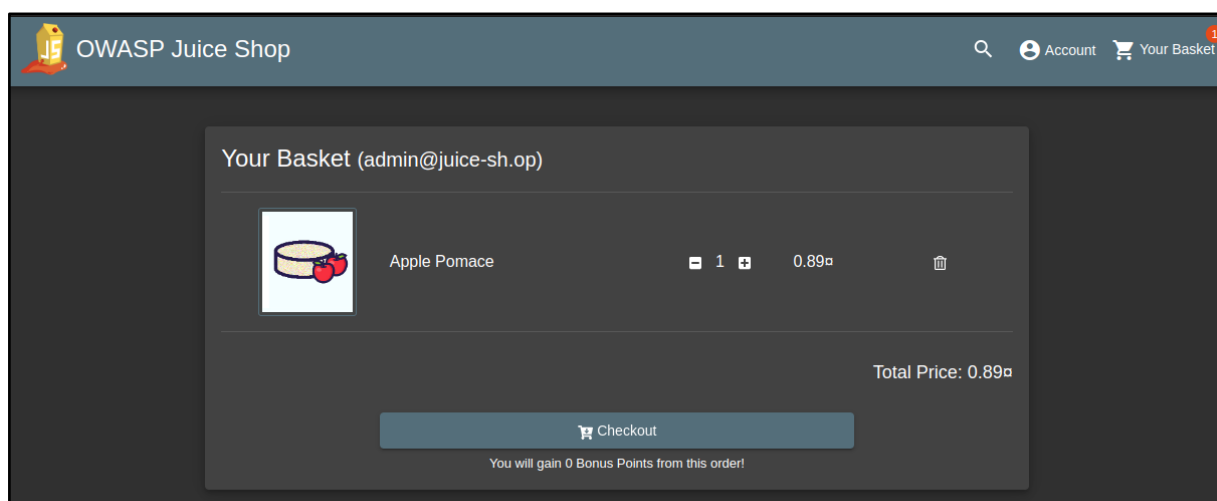 OWASP Juice Shop
Account
Your Basket
1
Your Basket (admin@juice-sh.op)
Apple Pomace 1 0.89¤
Total Price: 0.89¤
Checkout
You will gain 0 Bonus Points from this order!